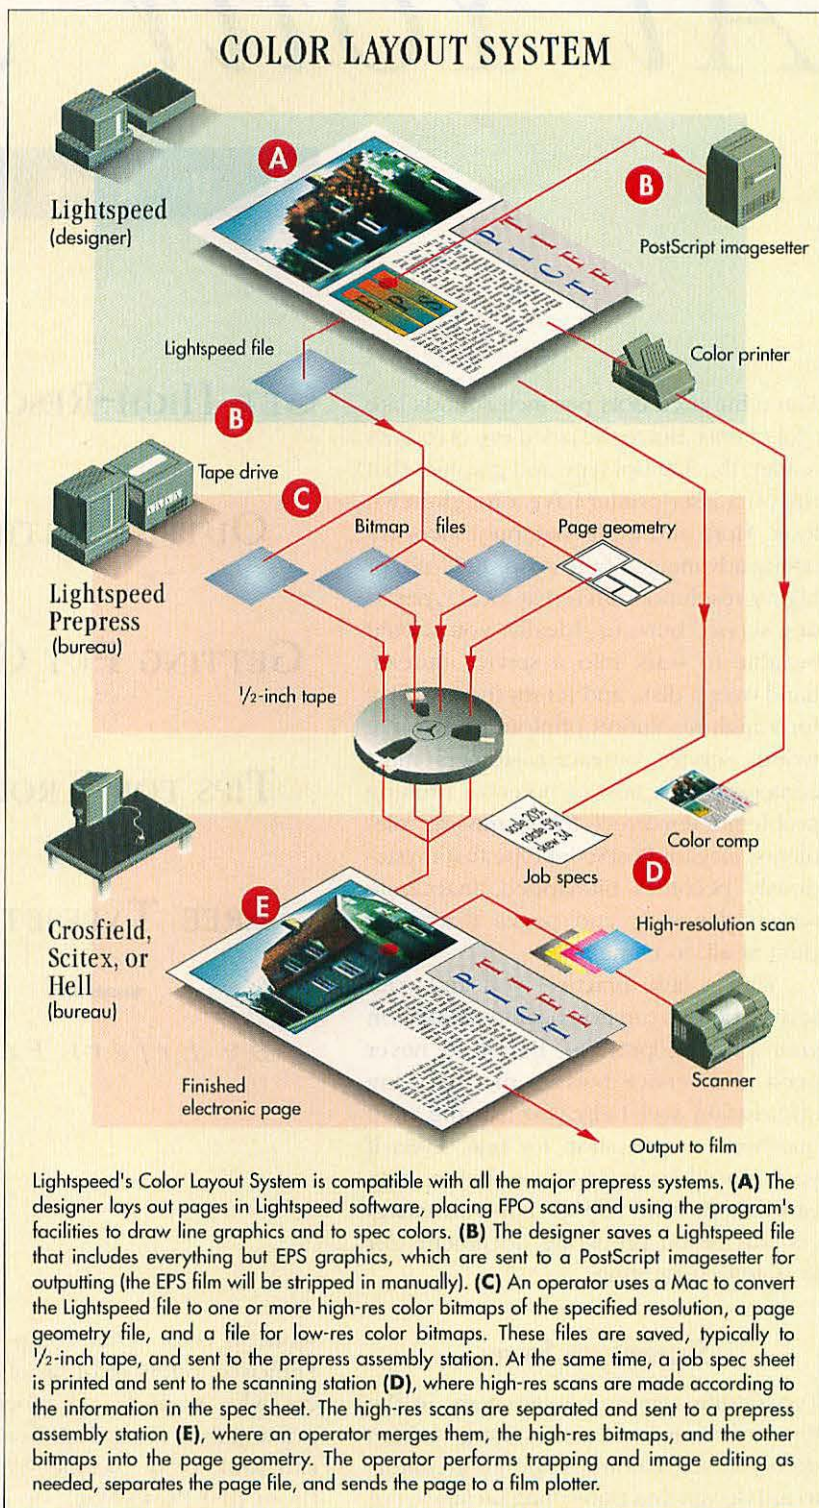 COLOR LAYOUT SYSTEM
A
B
Lightspeed
(designer)
PostScript imagesetter
T I F F
P I C T
E P S
Lightspeed file
Color printer
B
Tape drive
C
Bitmap files
Page geometry
Lightspeed
Prepress
(bureau)
1/2-inch tape
scale 20%
rotate 5%
skew 34
Color comp
Job specs
D
E
High-resolution scan
Crosfield,
Scitex, or
Hell
(bureau)
T I F F
P I C T
Scanner
Finished
electronic page
Output to film
Lightspeed's Color Layout System is compatible with all the major prepress systems. (A) The
designer lays out pages in Lightspeed software, placing FPO scans and using the program's
facilities to draw line graphics and to spec colors. (B) The designer saves a Lightspeed file
that includes everything but EPS graphics, which are sent to a PostScript imagesetter for
outputting (the EPS film will be stripped in manually). (C) An operator uses a Mac to convert
the Lightspeed file to one or more high-res color bitmaps of the specified resolution, a page
geometry file, and a file for low-res color bitmaps. These files are saved, typically to
1/2-inch tape, and sent to the prepress assembly station. At the same time, a job spec sheet
is printed and sent to the scanning station (D), where high-res scans are made according to
the information in the spec sheet. The high-res scans are separated and sent to a prepress
assembly station (E), where an operator merges them, the high-res bitmaps, and the other
bitmaps into the page geometry. The operator performs trapping and image editing as
needed, separates the page file, and sends the page to a film plotter.